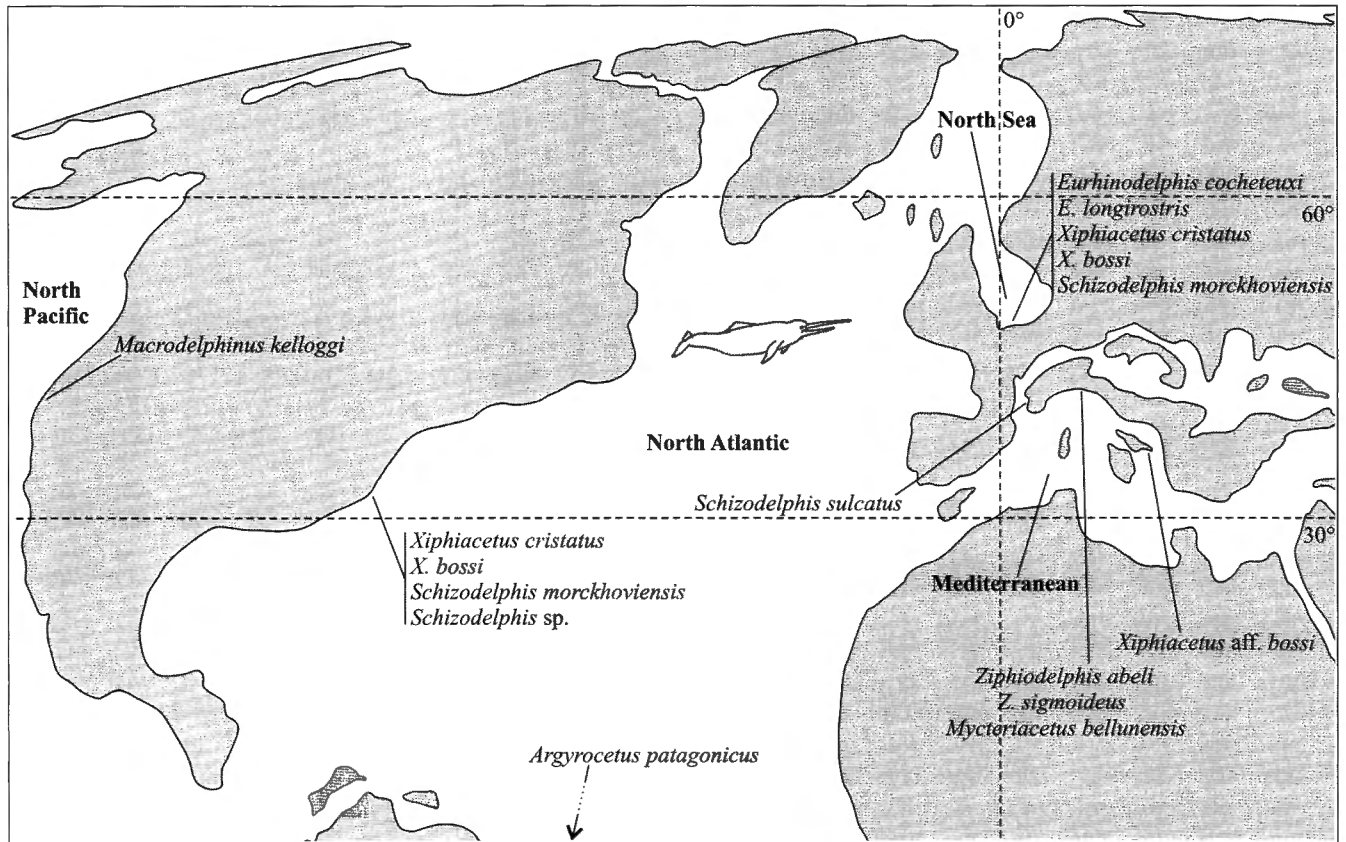 0°
North Sea
Eurhinodelphis cocheteuxi
E. longirostris
60°
Xiphiacetus cristatus
X. bossi
Schizodelphis morckhoviensis
North
Pacific
Macrodelphinus kelloggi
North Atlantic
Schizodelphis sulcatus
30°
Xiphiacetus cristatus
X. bossi
Schizodelphis morckhoviensis
Schizodelphis sp.
Mediterranean
Xiphiacetus aff. bossi
Ziphiodelphis abeli
Z. sigmoideus
Mycteriacetus bellunensis
Argyrocetus patagonicus